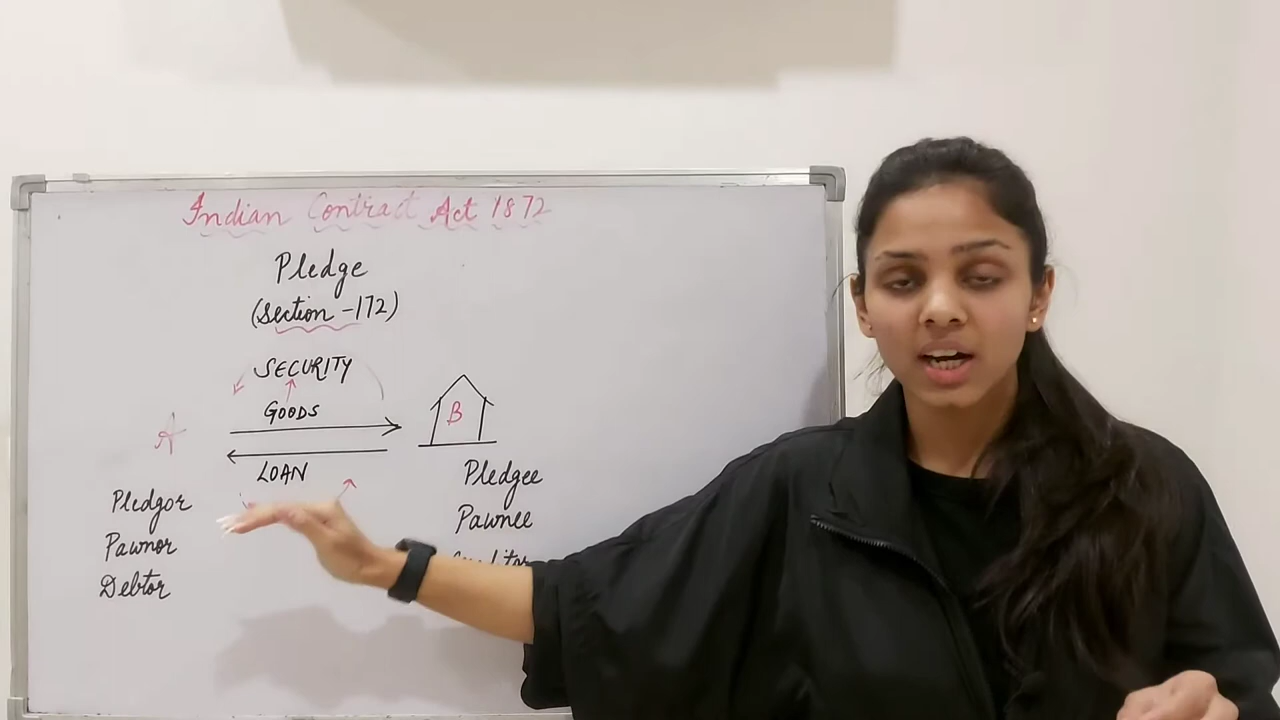 Indian Contract Act 1872
Pledge
(Section -172)
SECURITY
GOODS
A
B
LOAN
Pledgor
Pledgee
Pawnor
Pawnee
Debtor